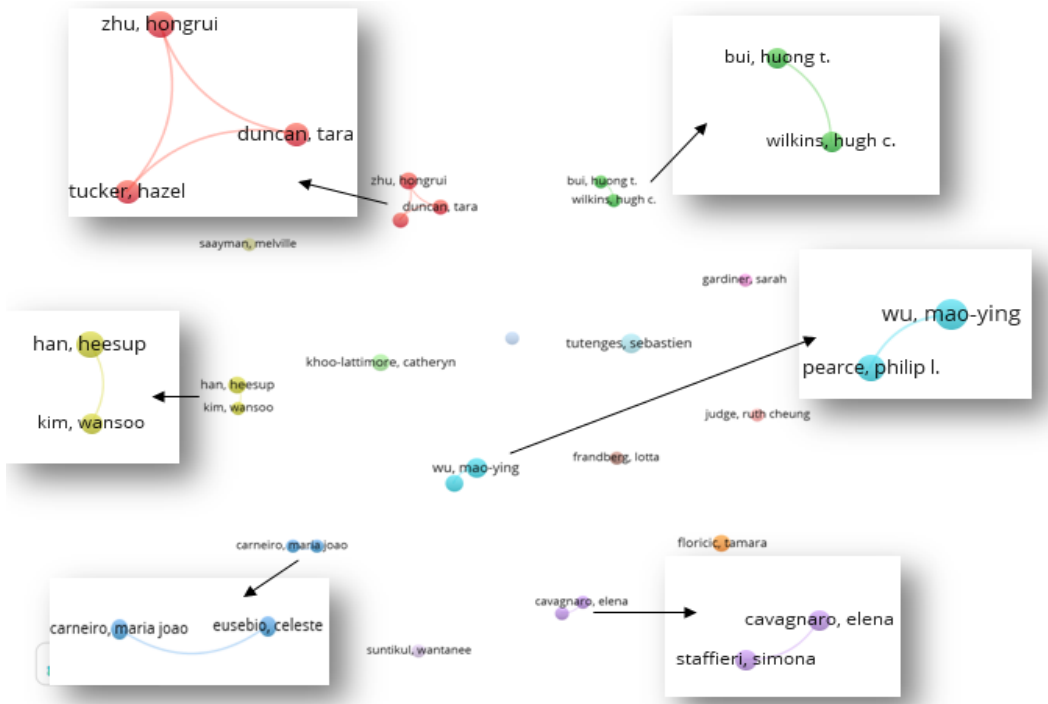 zhu, hongrui
duncan, tara
tucker, hazel
bui, huong t.
wilkins, hugh c.
zhu, hongrui
duncan, tara
bui, huong t.
wilkins, hugh c.
saayman, melville
gardiner, sarah
wu, mao-ying
pearce, philip l.
han, heesup
kim, wansoo
khoo-lattimore, catheryn
tutenges, sebastien
han, heesup
kim, wansoo
judge, ruth cheung
wu, mao-ying
frandberg, lotta
carneiro, maria joao
floricic, tamara
carneiro, maria joao
eusebio, celeste
cavagnaro, elena
cavagnaro, elena
staffieri, simona
suntikul, wantanee